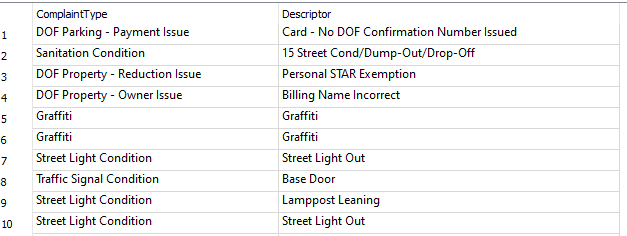 ComplaintType Descriptor
1 DOF Parking - Payment Issue Card - No DOF Confirmation Number Issued
2 Sanitation Condition 15 Street Cond/Dump-Out/Drop-Off
3 DOF Property - Reduction Issue Personal STAR Exemption
4 DOF Property - Owner Issue Billing Name Incorrect
5 Graffiti Graffiti
6 Graffiti Graffiti
7 Street Light Condition Street Light Out
8 Traffic Signal Condition Base Door
9 Street Light Condition Lamppost Leaning
10 Street Light Condition Street Light Out